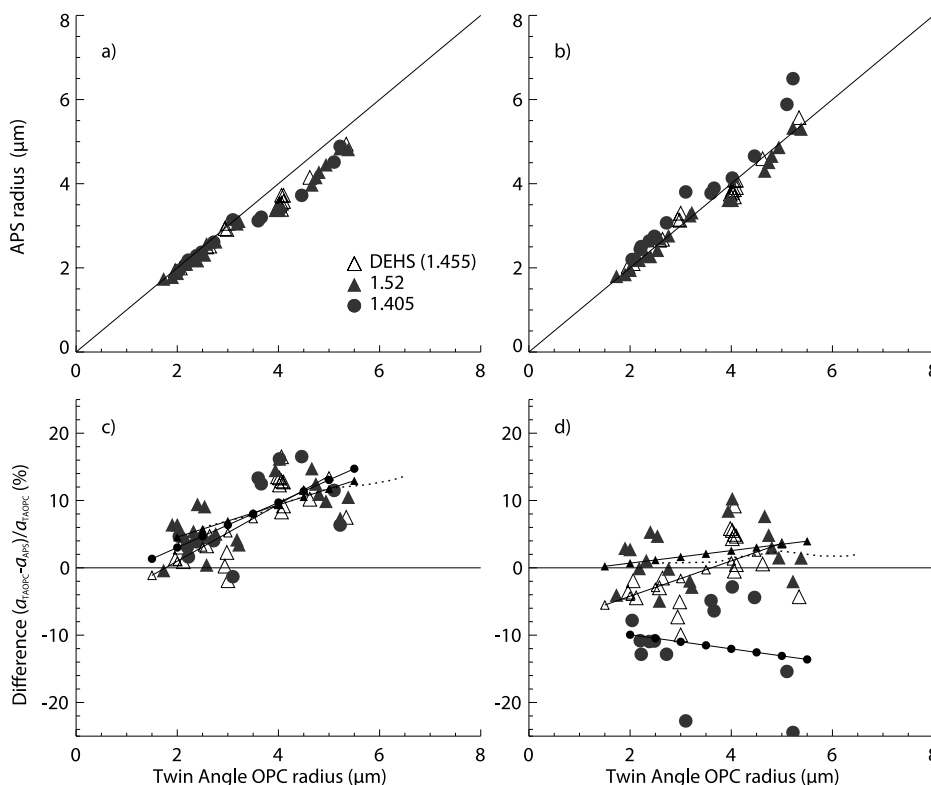 a)
b)
8
6
4
2
0
APS radius (μm)
0 2 4 6 8
8
6
4
2
0
0 2 4 6 8
DEHS (1.455)
1.52
1.405
c)
d)
20
10
0
-10
-20
Difference (aTAOPC-aAPS)/aTAOPC (%)
0 2 4 6 8
Twin Angle OPC radius (μm)
20
10
0
-10
-20
0 2 4 6 8
Twin Angle OPC radius (μm)